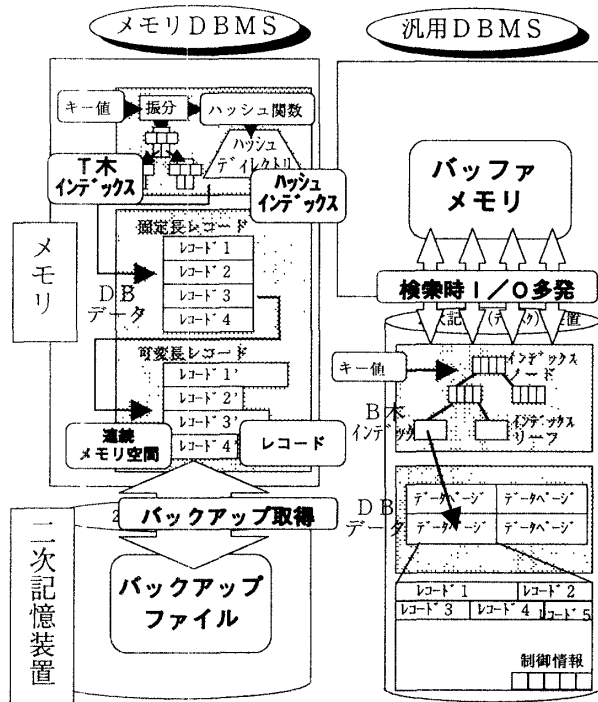 メモリDBMS
汎用DBMS
キー値
振分
ハッシュ関数
ハッシュ
ディレクトリ
T木
インデックス
ハッシュ
インデックス
メモリ
固定長レコード
レコード1
レコード2
レコード3
レコード4
DB
データ
可変長レコード
レコード1'
レコード2'
レコード3'
レコード4'
連続
メモリ空間
レコード
バックアップ取得
二次記憶装置
バックアップ
ファイル
バッファ
メモリ
検索時I/O多発
キー値
インデックス
ノード
B木
インデックス
インデックス
リーフ
DB
データ
データページ
データページ
データページ
データページ
レコード1
レコード2
レコード3
レコード4
レコード5
制御情報